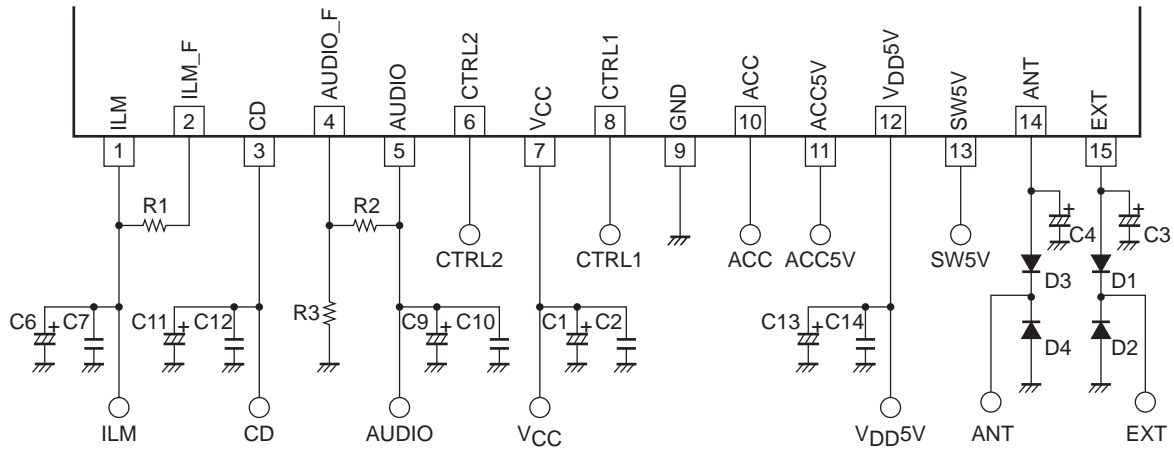 ILM
ILM_F
CD
AUDIO_F
AUDIO
CTRL2
VCC
CTRL1
GND
ACC
ACC5V
VDD5V
SW5V
ANT
EXT
1
2
3
4
5
6
7
8
9
10
11
12
13
14
15
R1
R2
CTRL2
CTRL1
ACC
ACC5V
SW5V
+
C4
+
C3
D3
D1
R3
C6
+
C7
C11
+
C12
C9
+
C10
C1
+
C2
C13
+
C14
D4
D2
ILM
CD
AUDIO
VCC
VDD5V
ANT
EXT